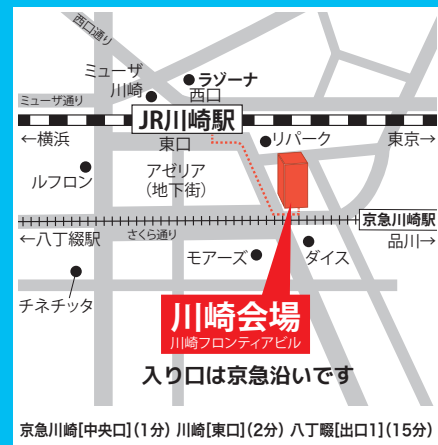 西口通り
ミューザ
川崎
ラゾーナ
西口
ミューザ通り
JR川崎駅
←横浜
東口
リパーク
東京→
アゼリア
(地下街)
ルフロン
京急川崎駅
←八丁綴駅
さくら通り
品川→
モアーズ
ダイス
チネチッタ
川崎会場
川崎フロンティアビル
入り口は京急沿いです
京急川崎[中央口](1分) 川崎[東口](2分) 八丁畷[出口1](15分)